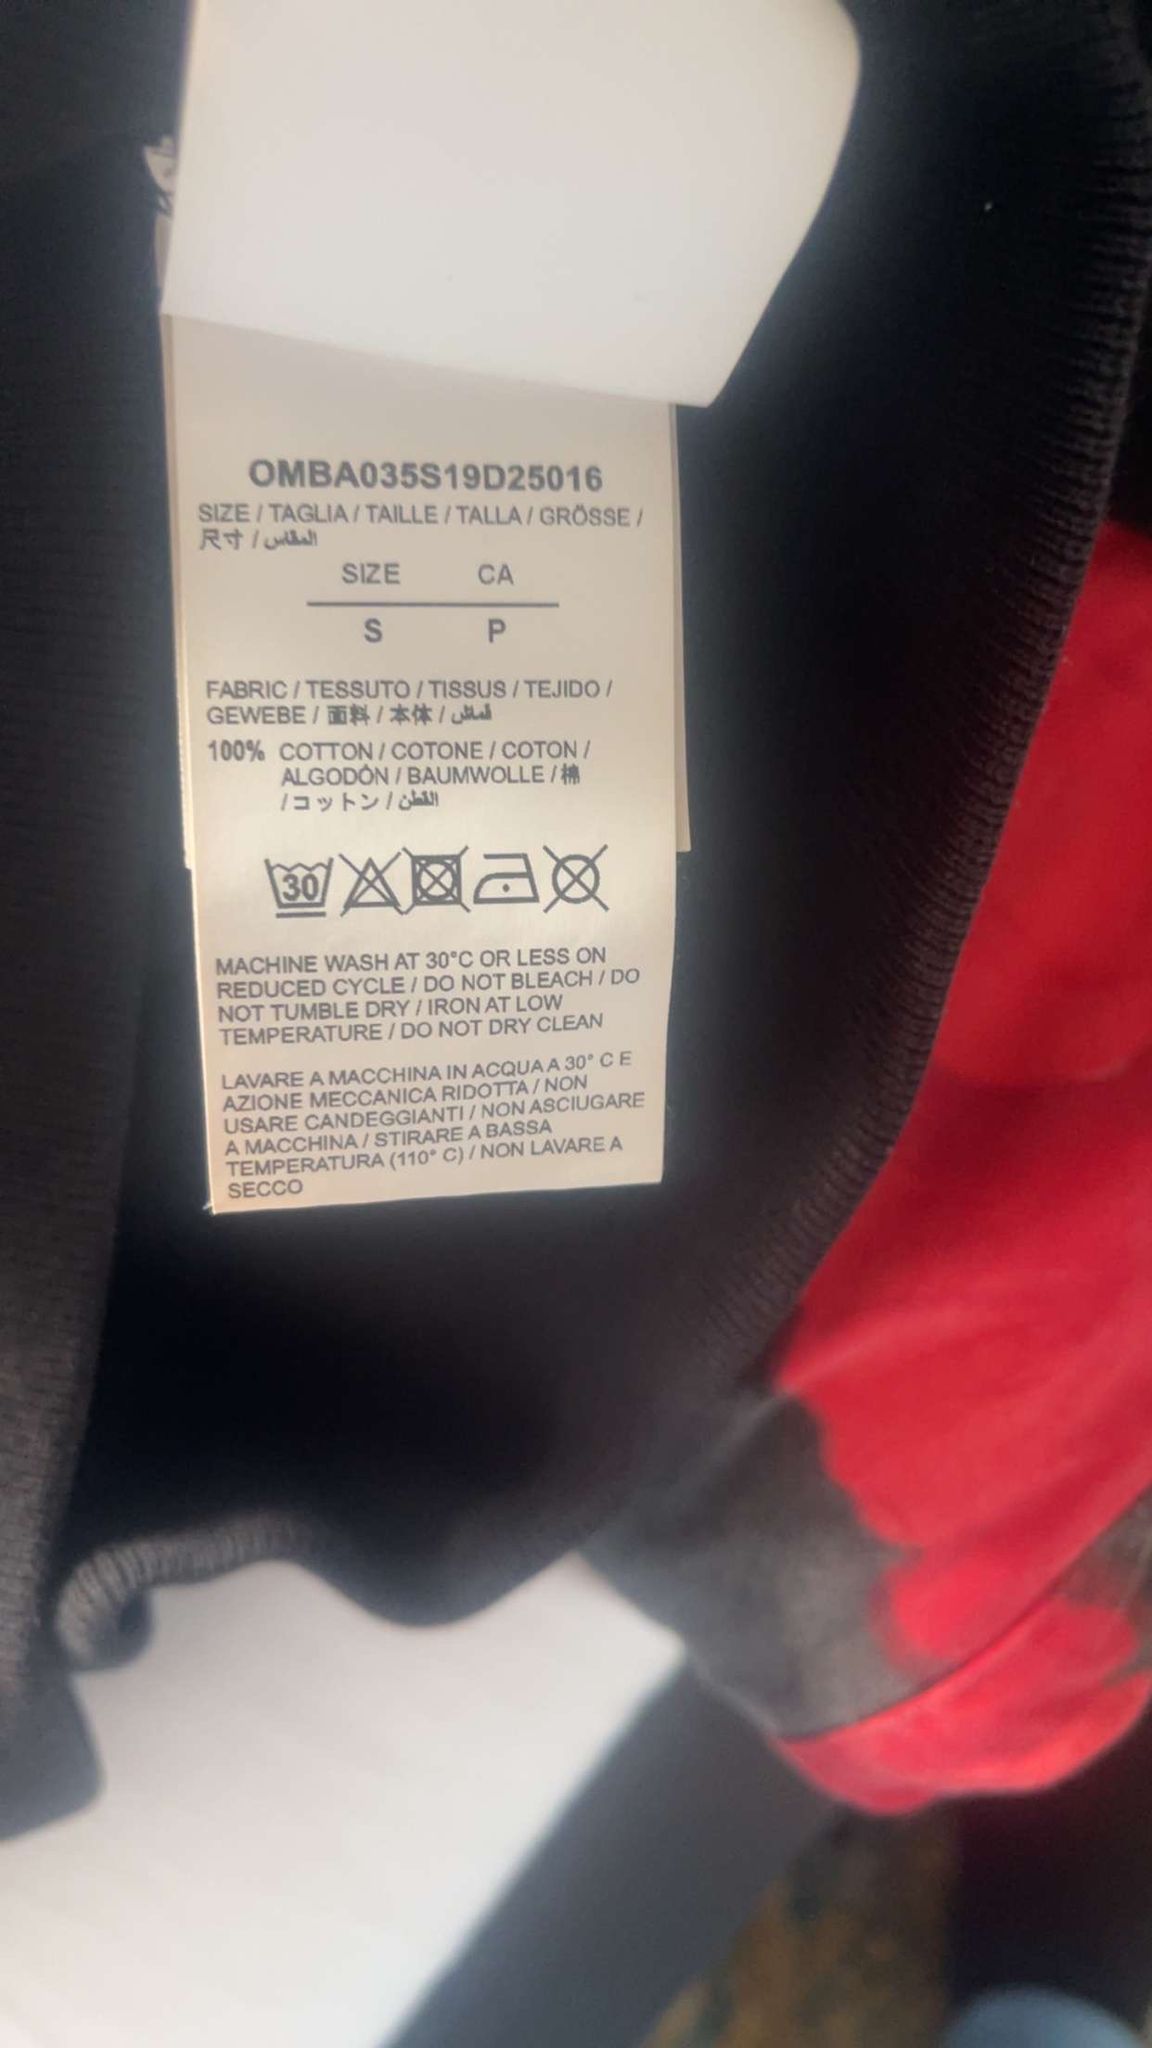 OMBA035S19D25016
SIZE / TAGLIA / TAILLE / TALLA / GRÖSSE /
尺寸 / المقاس
SIZE CA
S P
FABRIC / TESSUTO / TISSUS / TEJIDO /
GEWEBE / 面料 / 本体 / قماش
100% COTTON / COTONE / COTON /
ALGODÓN / BAUMWOLLE / 棉
/ コットン / القطن
30
MACHINE WASH AT 30°C OR LESS ON
REDUCED CYCLE / DO NOT BLEACH / DO
NOT TUMBLE DRY / IRON AT LOW
TEMPERATURE / DO NOT DRY CLEAN
LAVARE A MACCHINA IN ACQUA A 30° C E
AZIONE MECCANICA RIDOTTA / NON
USARE CANDEGGIANTI / NON ASCIUGARE
A MACCHINA / STIRARE A BASSA
TEMPERATURA (110° C) / NON LAVARE A
SECCO